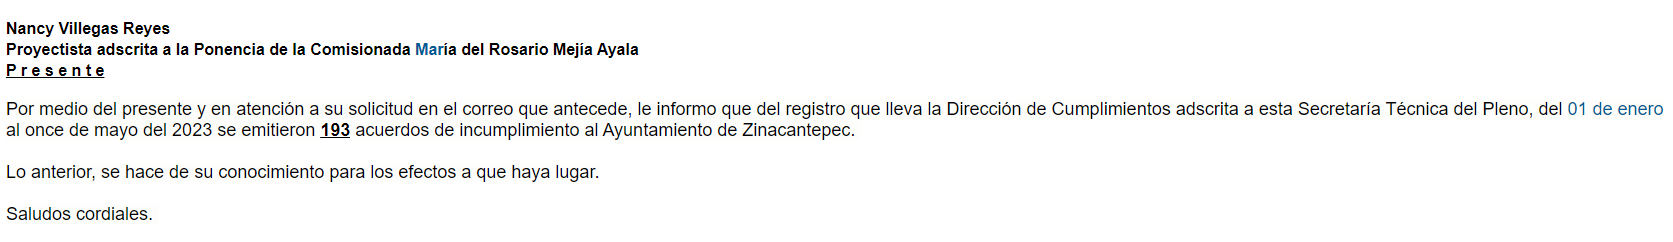 Nancy Villegas Reyes
Proyectista adscrita a la Ponencia de la Comisionada María del Rosario Mejía Ayala
P r e s e n t e
Por medio del presente y en atención a su solicitud en el correo que antecede, le informo que del registro que lleva la Dirección de Cumplimientos adscrita a esta Secretaría Técnica del Pleno, del 01 de enero
al once de mayo del 2023 se emitieron 193 acuerdos de incumplimiento al Ayuntamiento de Zinacantepec.
Lo anterior, se hace de su conocimiento para los efectos a que haya lugar.
Saludos cordiales.